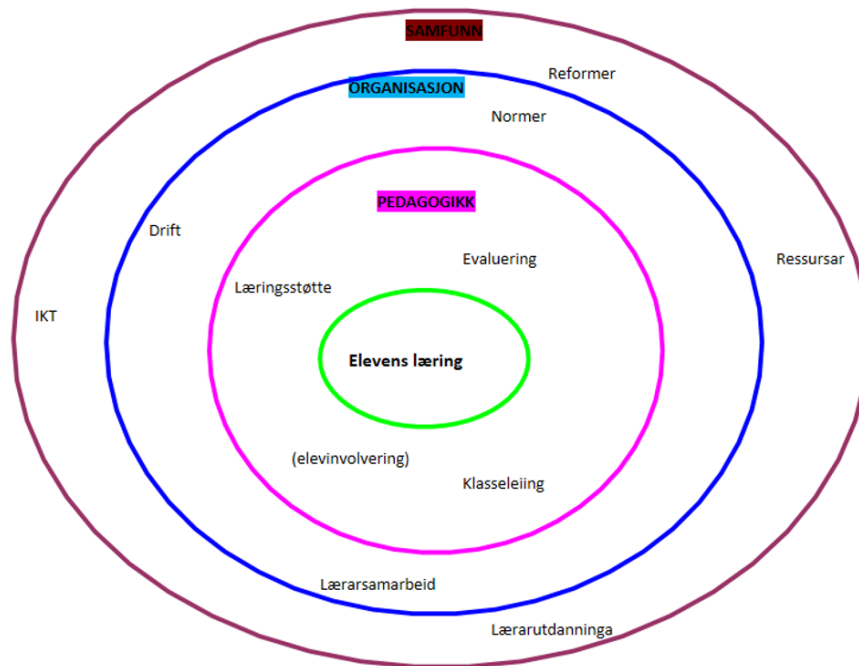 SAMFUNN
Reformer
ORGANISASJON
Normer
PEDAGOGIKK
Drift
Evaluering
Ressursar
Læringsstøtte
IKT
Elevens læring
(elevinvolvering)
Klasseleiing
Lærarsamarbeid
Lærarutdanninga